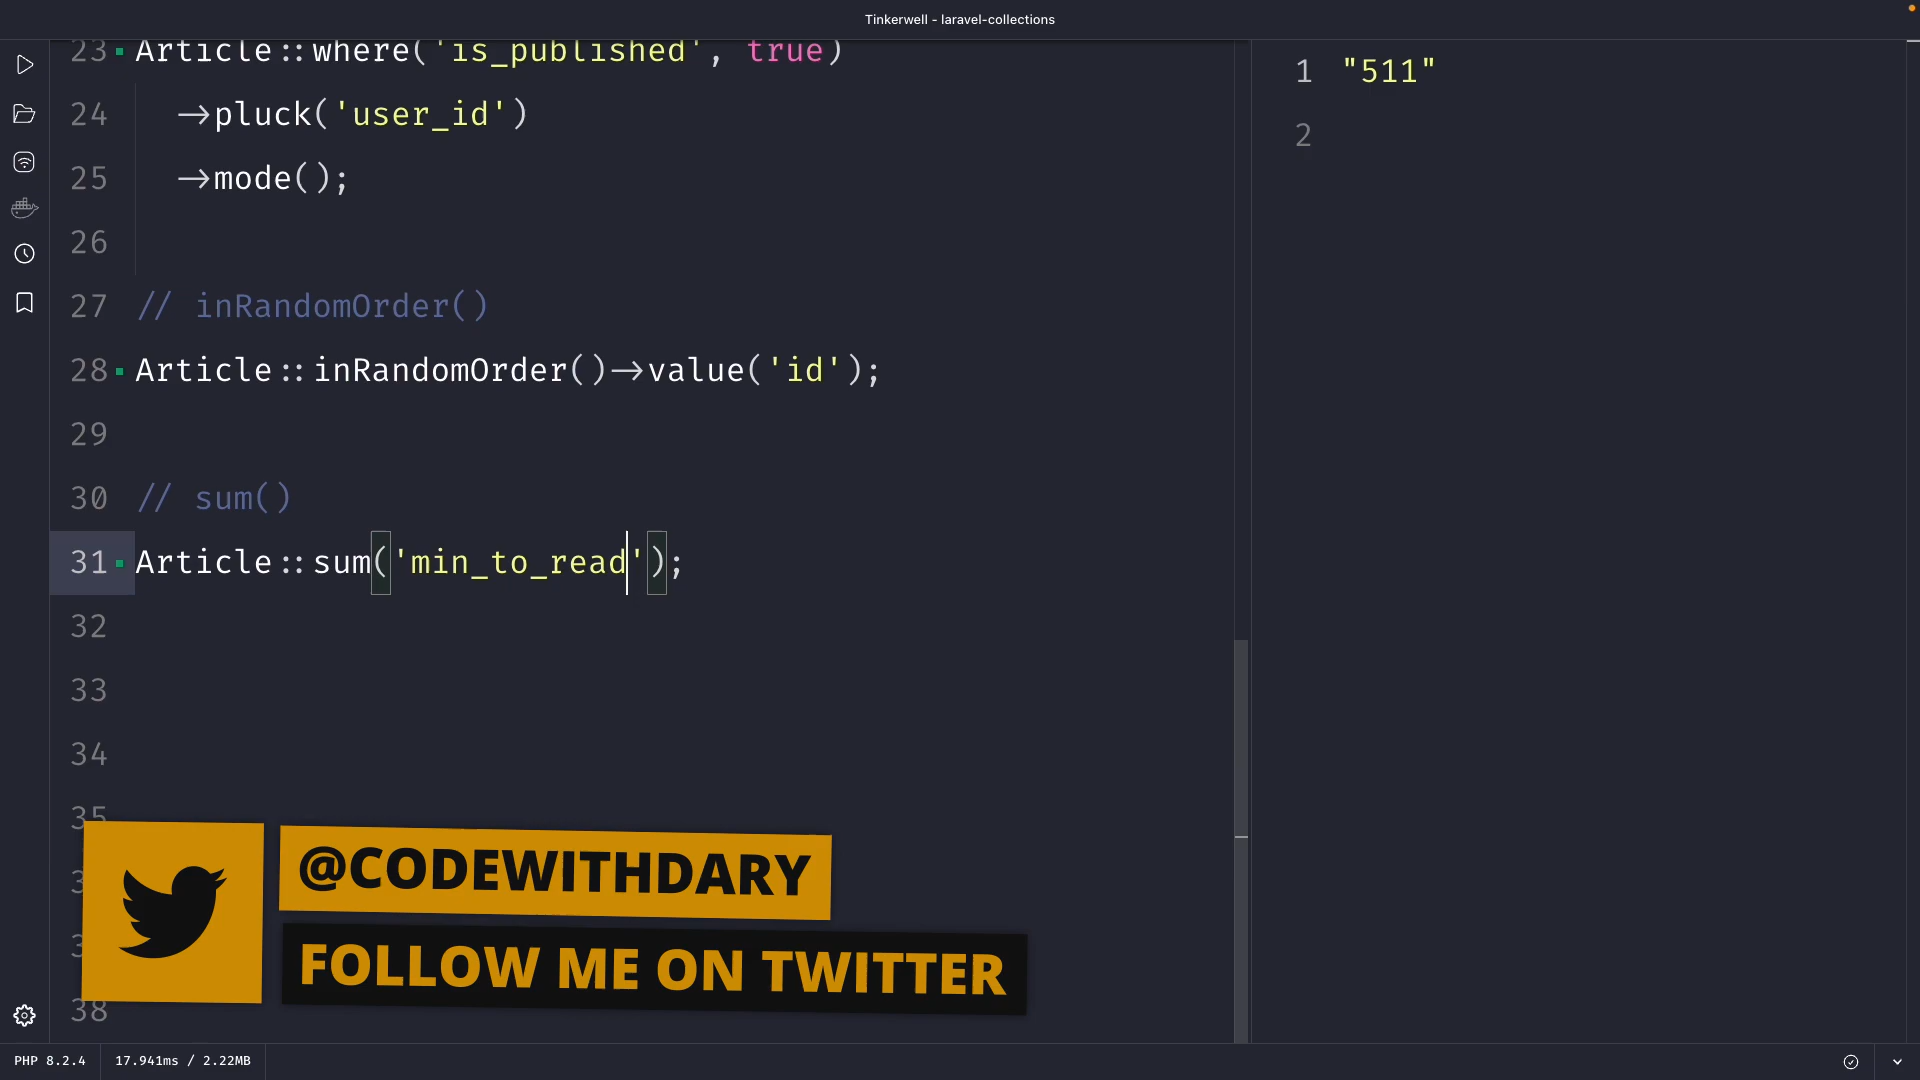 Tinkerwell - laravel-collections
23 Article::where('is_published', true)
24 ->pluck('user_id')
25 ->mode();
26
27 // inRandomOrder()
28 Article::inRandomOrder()->value('id');
29
30 // sum()
31 Article::sum('min_to_read');
32
33
34
35
38
1 "511"
2
@CODEWITHDARY
FOLLOW ME ON TWITTER
PHP 8.2.4
17.941ms / 2.22MB